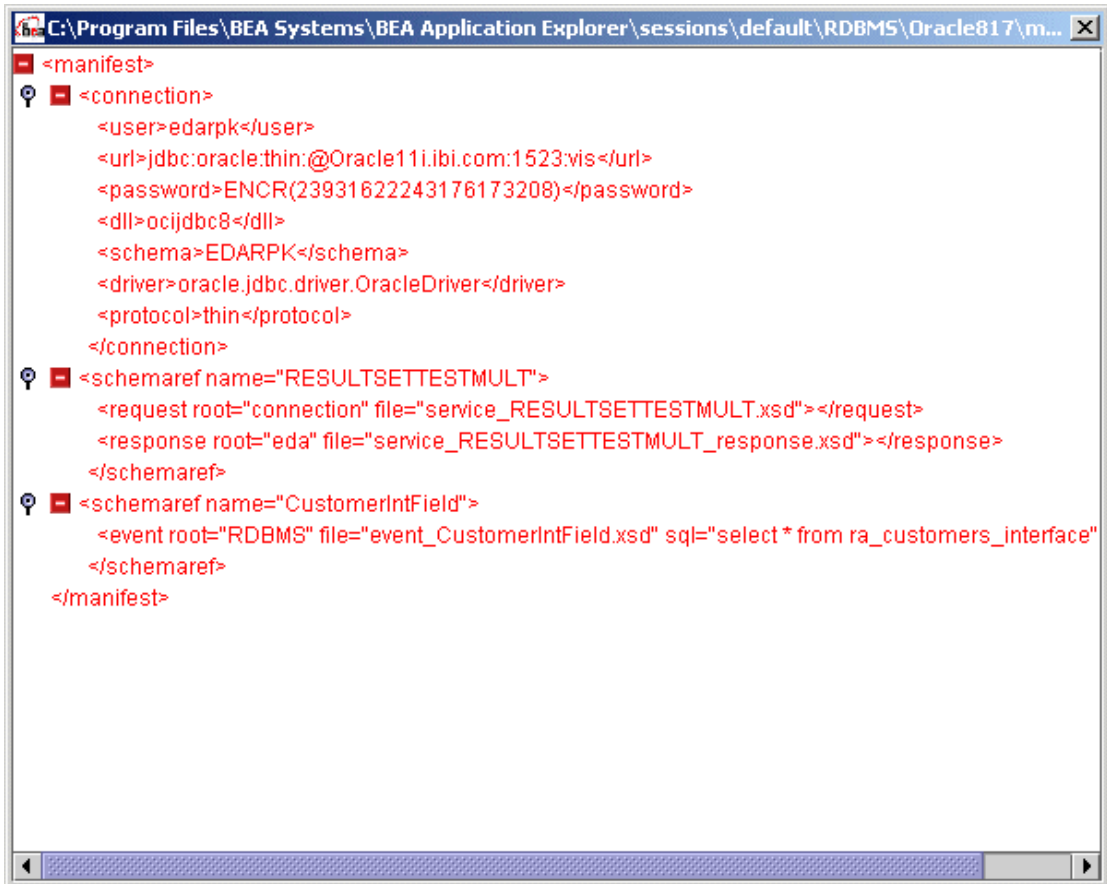 bea C:\Program Files\BEA Systems\BEA Application Explorer\sessions\default\RDBMS\Oracle817\m...
<manifest>
<connection>
<user>edarpk</user>
<url>jdbc:oracle:thin:@Oracle11i.ibi.com:1523:vis</url>
<password>ENCR(23931622243176173208)</password>
<dll>ocijdbc8</dll>
<schema>EDARPK</schema>
<driver>oracle.jdbc.driver.OracleDriver</driver>
<protocol>thin</protocol>
</connection>
<schemaref name="RESULTSETTESTMULT">
<request root="connection" file="service_RESULTSETTESTMULT.xsd"></request>
<response root="eda" file="service_RESULTSETTESTMULT_response.xsd"></response>
</schemaref>
<schemaref name="CustomerIntField">
<event root="RDBMS" file="event_CustomerIntField.xsd" sql="select * from ra_customers_interface"
</schemaref>
</manifest>